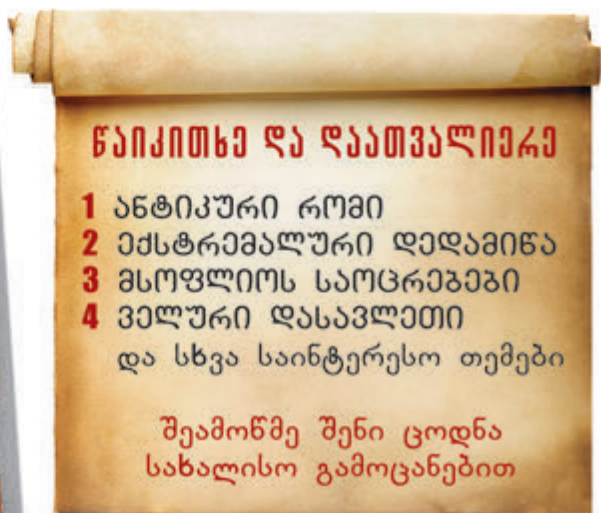 წაიკითხე და დაათვალიერე
1 ანტიკური რომი
2 ექსტრემალური დედამიწა
3 მსოფლიოს საოცრებები
4 ველური დასავლეთი
და სხვა საინტერესო თემები
შეამოწმე შენი ცოდნა
სახალისო გამოცანებით